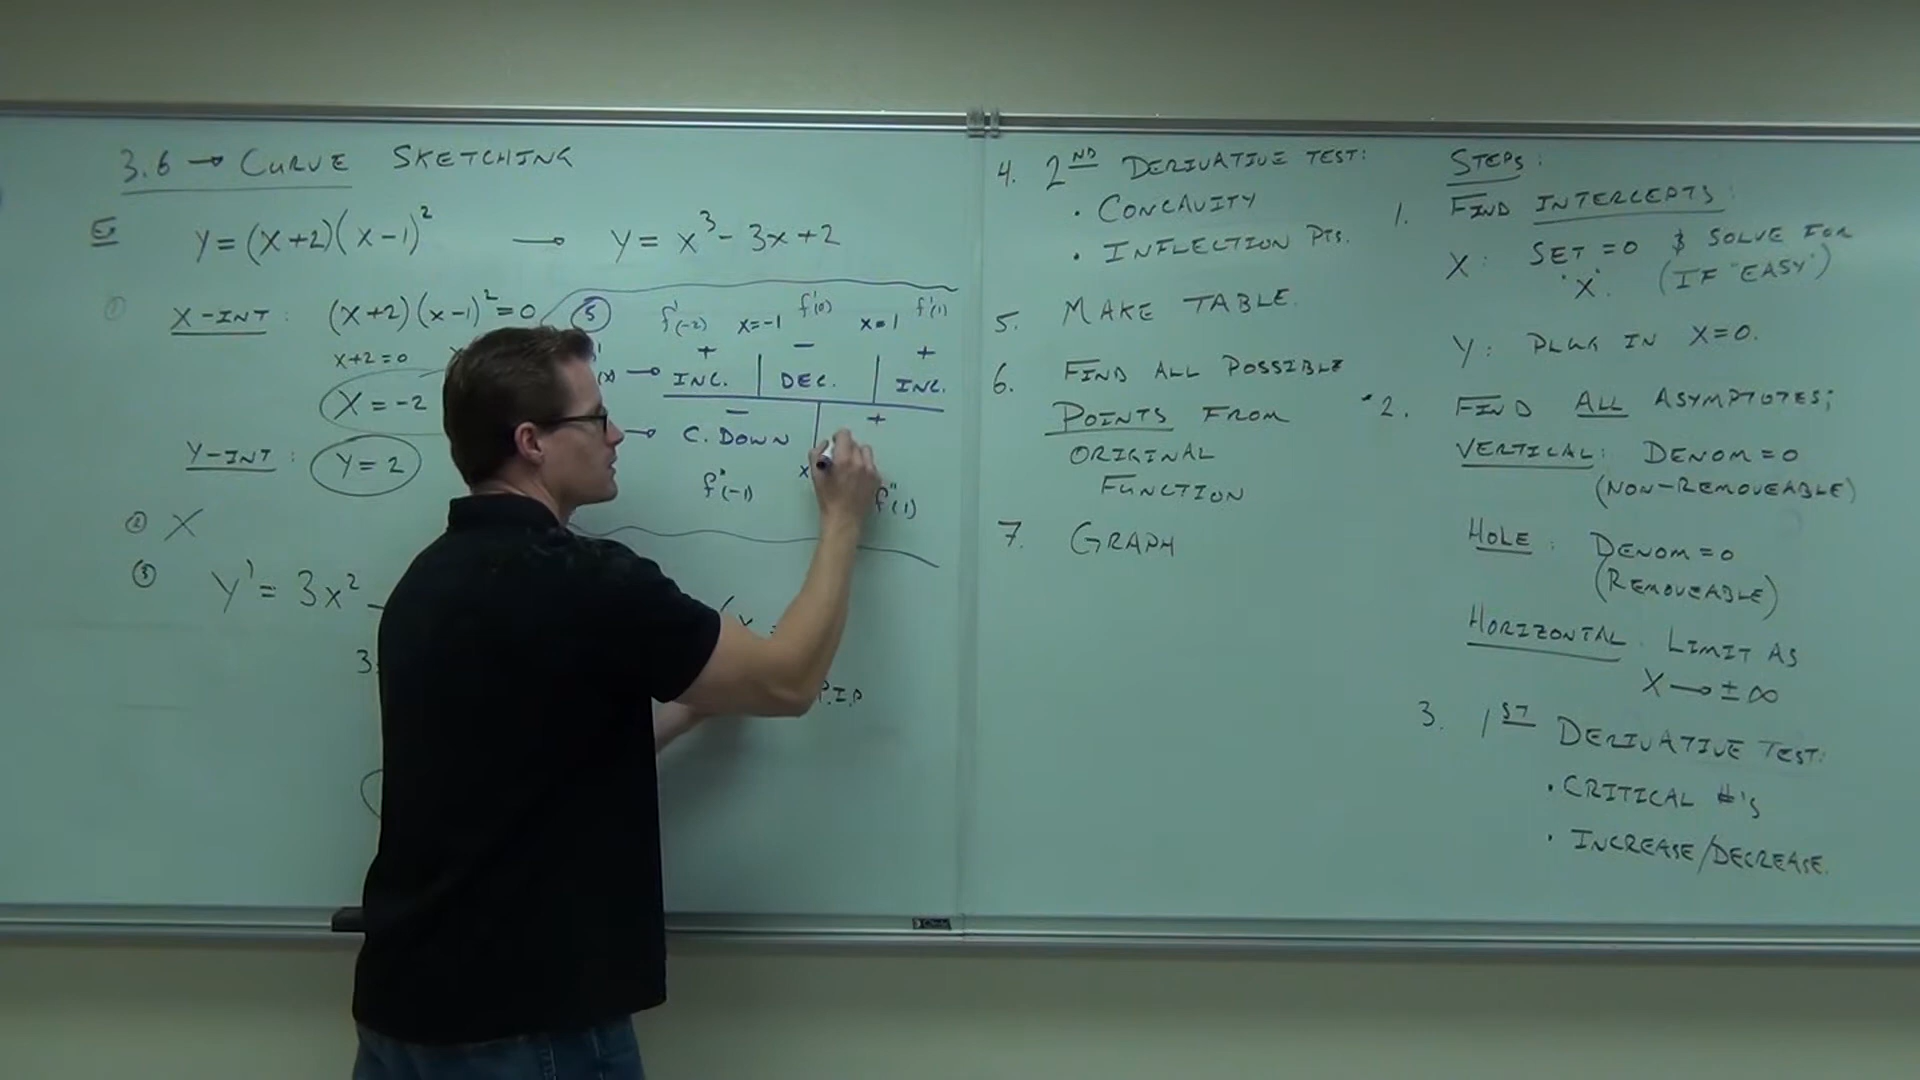 3.6 → CURVE SKETCHING
Ex Y=(X+2)(X-1)² → Y= X³-3X+2
① X-INT: (X+2)(X-1)²=0
X+2=0
X=-2
Y-INT: Y=2
② X
③ Y'= 3X² -
3
⑤ f'(-2) X=-1 f'(0) X=1 f'(1)
+ - +
(x) → INC. DEC. INC.
- +
→ C. DOWN
X
f"(-1) f"(1)
(X =
P.I.P
4. 2ND DERIVATIVE TEST:
• CONCAVITY
• INFLECTION PTS.
5. MAKE TABLE.
6. FIND ALL POSSIBLE
POINTS FROM
ORIGINAL
FUNCTION
7. GRAPH
STEPS:
1. FIND INTERCEPTS:
X: SET =0 & SOLVE FOR
"X". (IF "EASY")
Y: PLUG IN X=0.
2. FIND ALL ASYMPTOTES;
VERTICAL: DENOM=0
(NON-REMOVEABLE)
HOLE: DENOM=0
(REMOVEABLE)
HORIZONTAL. LIMIT AS
X→±∞
3. 1ST DERIVATIVE TEST:
• CRITICAL #'S
• INCREASE/DECREASE.